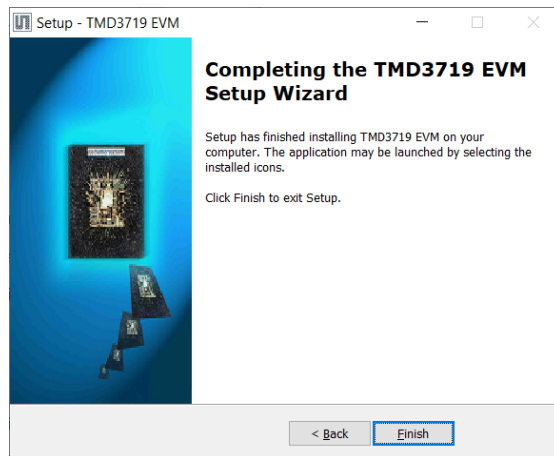 Setup - TMD3719 EVM
Completing the TMD3719 EVM
Setup Wizard
Setup has finished installing TMD3719 EVM on your
computer. The application may be launched by selecting the
installed icons.
Click Finish to exit Setup.
< Back
Finish